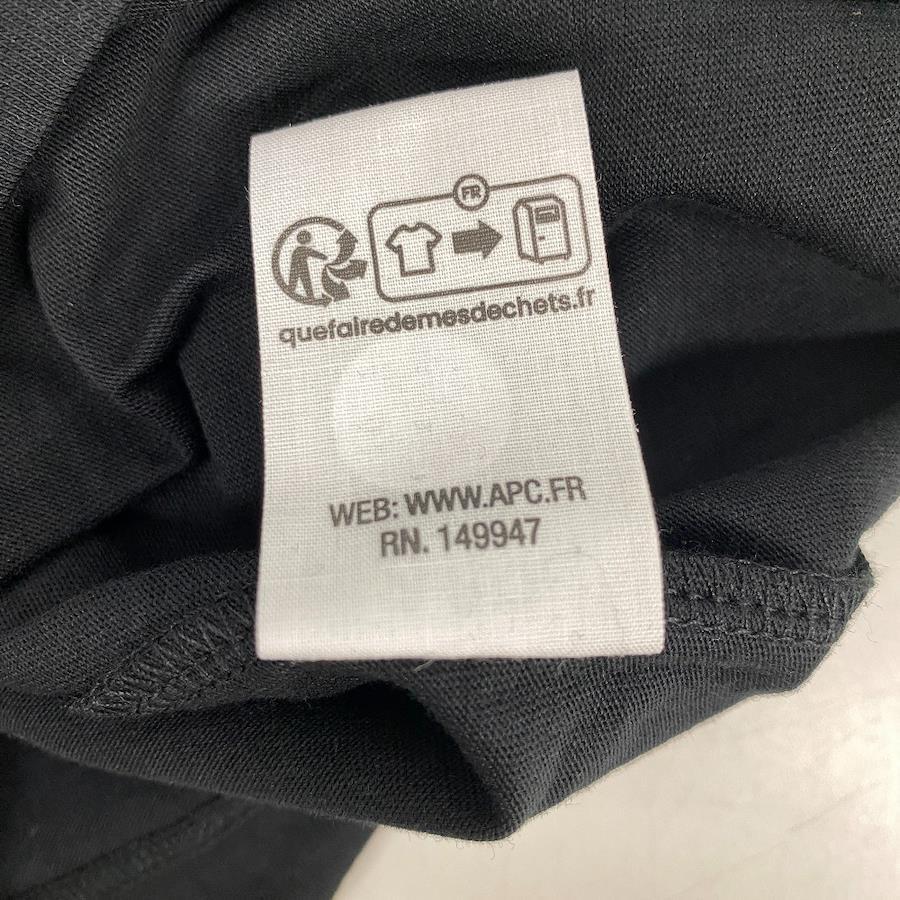 FR
quefairedemesdechets.fr
WEB: WWW.APC.FR
RN. 149947